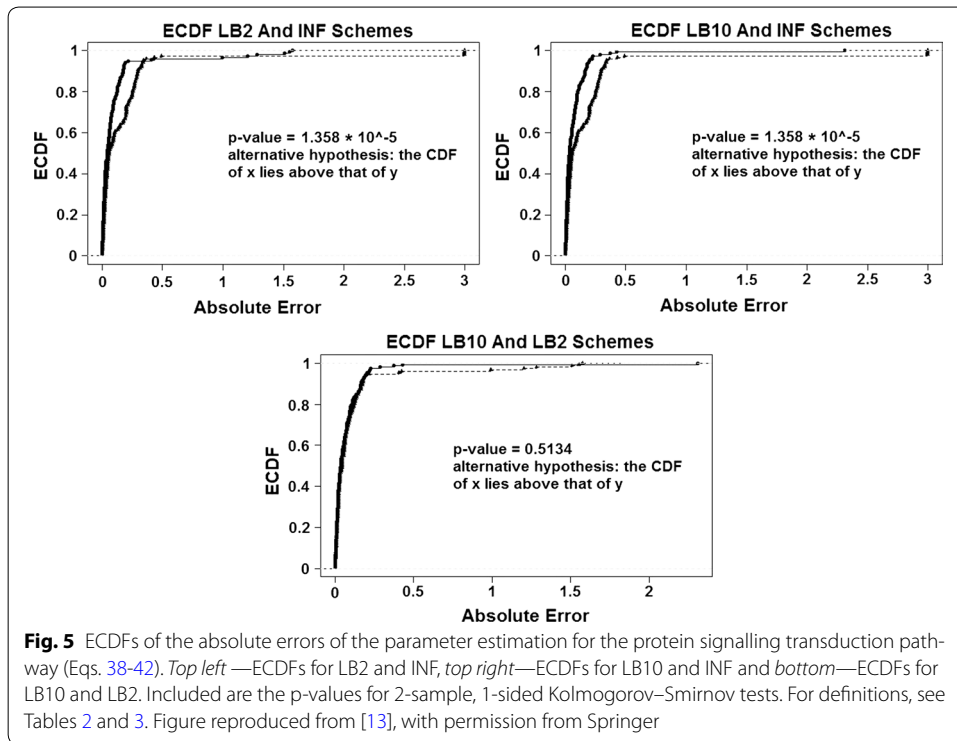 ECDF LB2 And INF Schemes
ECDF
1
0.8
0.6
0.4
0.2
0
p-value = 1.358 * 10^-5
alternative hypothesis: the CDF
of x lies above that of y
0 0.5 1 1.5 2 2.5 3
Absolute Error
ECDF LB10 And INF Schemes
ECDF
1
0.8
0.6
0.4
0.2
0
p-value = 1.358 * 10^-5
alternative hypothesis: the CDF
of x lies above that of y
0 0.5 1 1.5 2 2.5 3
Absolute Error
ECDF LB10 And LB2 Schemes
ECDF
1
0.8
0.6
0.4
0.2
0
p-value = 0.5134
alternative hypothesis: the CDF
of x lies above that of y
0 0.5 1 1.5 2
Absolute Error
Fig. 5 ECDFs of the absolute errors of the parameter estimation for the protein signalling transduction path-
way (Eqs. 38-42). Top left —ECDFs for LB2 and INF, top right—ECDFs for LB10 and INF and bottom—ECDFs for
LB10 and LB2. Included are the p-values for 2-sample, 1-sided Kolmogorov–Smirnov tests. For definitions, see
Tables 2 and 3. Figure reproduced from [13], with permission from Springer